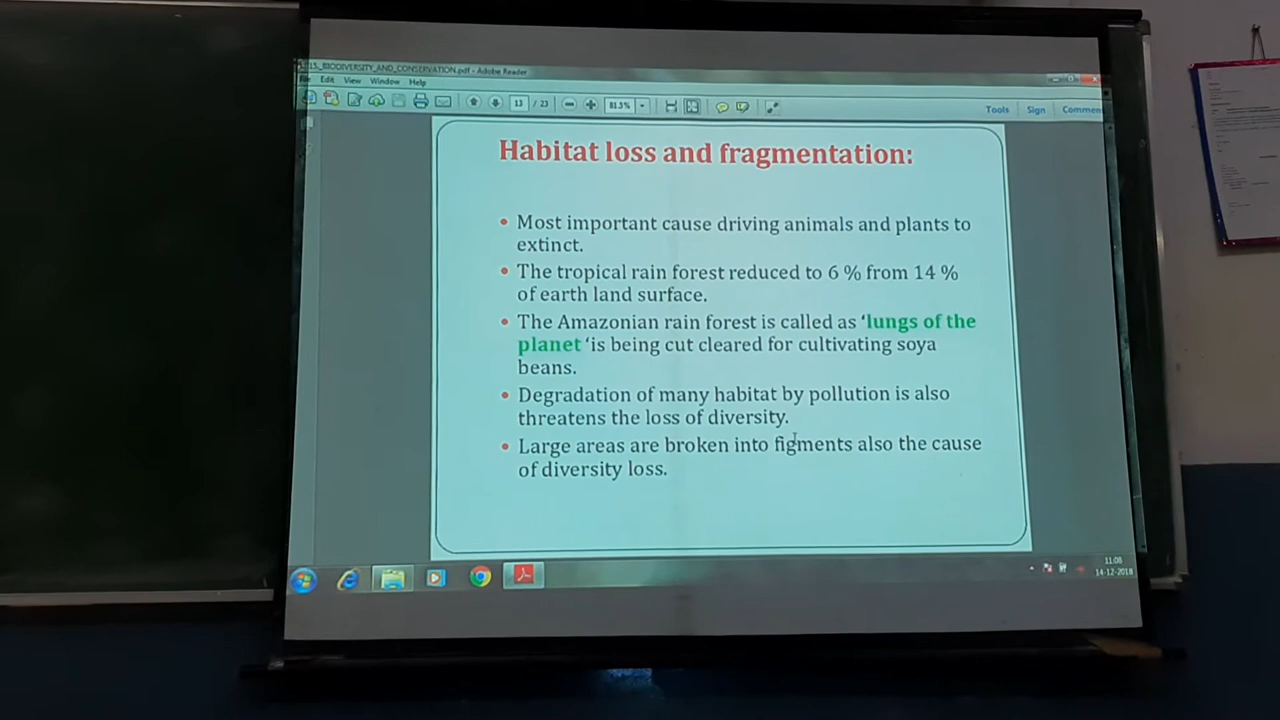 15._BIODIVERSITY_AND_CONSERVATION.pdf - Adobe Reader
Edit View Window Help
13 / 23 81.5% Tools Sign Comment
Habitat loss and fragmentation:
• Most important cause driving animals and plants to
extinct.
• The tropical rain forest reduced to 6 % from 14 %
of earth land surface.
• The Amazonian rain forest is called as ‘lungs of the
planet ‘is being cut cleared for cultivating soya
beans.
• Degradation of many habitat by pollution is also
threatens the loss of diversity.
• Large areas are broken into figments also the cause
of diversity loss.
11:08
14-12-2018